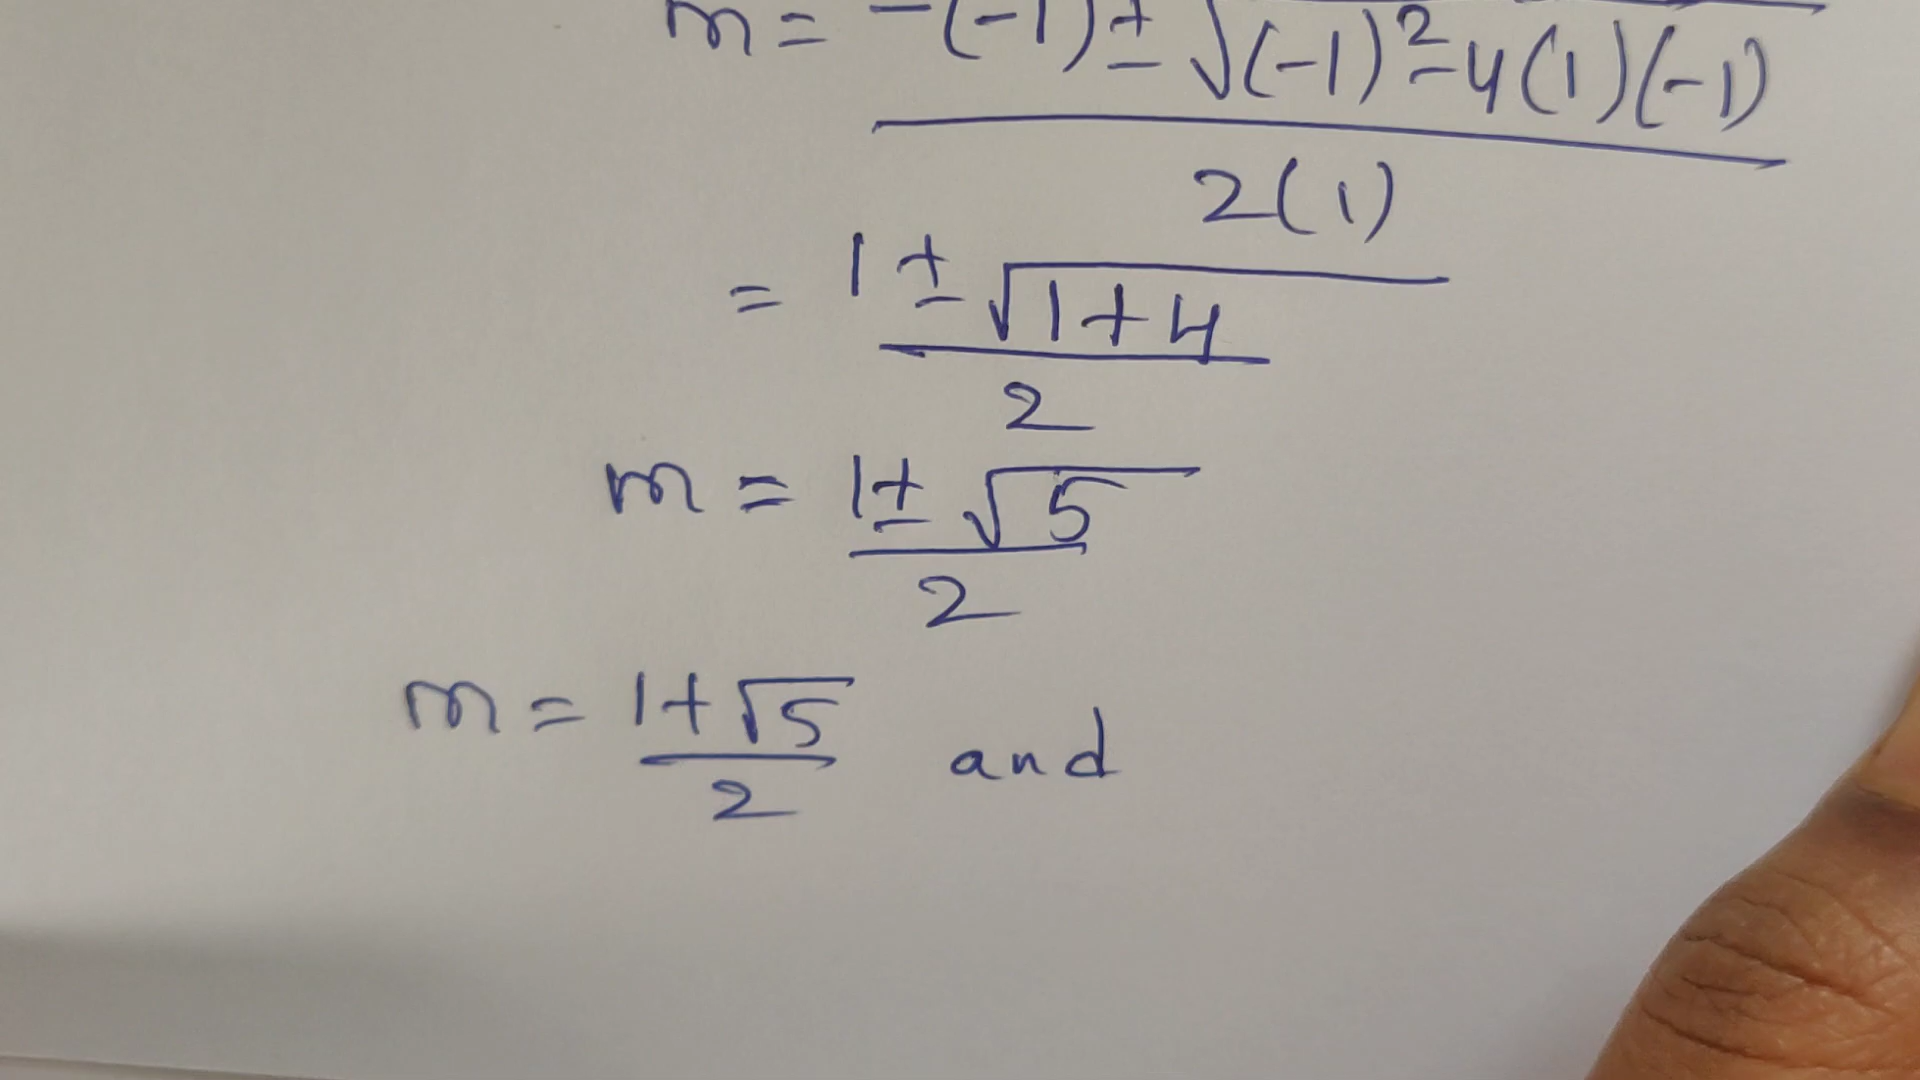 m = -(-1) ± √(-1)² - 4(1)(-1)
2(1)
= 1 ± √1+4
2
m = 1 ± √5
2
m = 1+√5 and
2